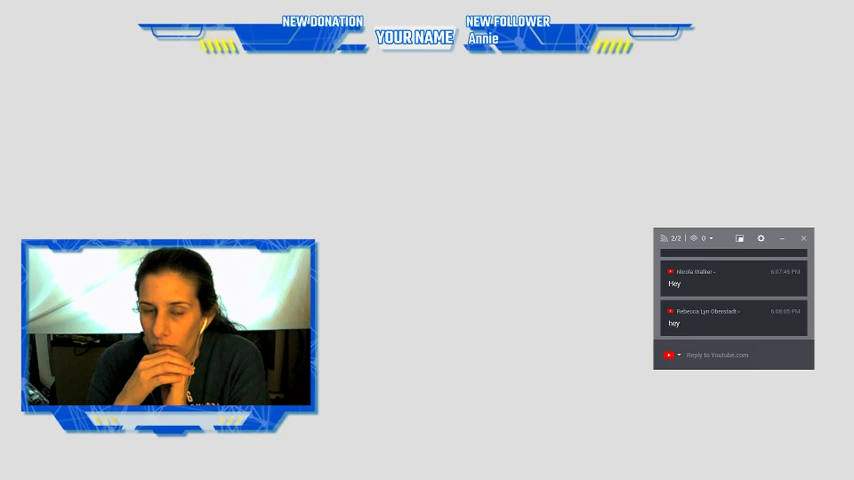 NEW DONATION
NEW FOLLOWER
YOUR NAME
Annie
2/2 0
Nicola Walker - 6:07:45 PM
Hey
Rebecca Lyn Oberstadt - 6:08:05 PM
hey
Reply to Youtube.com